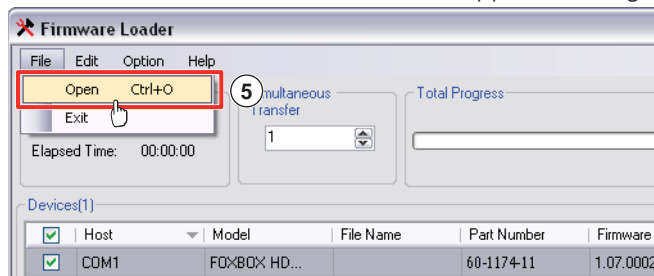 Firmware Loader
File Edit Option Help
Open Ctrl+O
Exit
5
Transfer
1
Total Progress
Elapsed Time: 00:00:00
Devices(1)
Host Model File Name Part Number Firmware
COM1 FOXBOX HD... 60-1174-11 1.07.0002